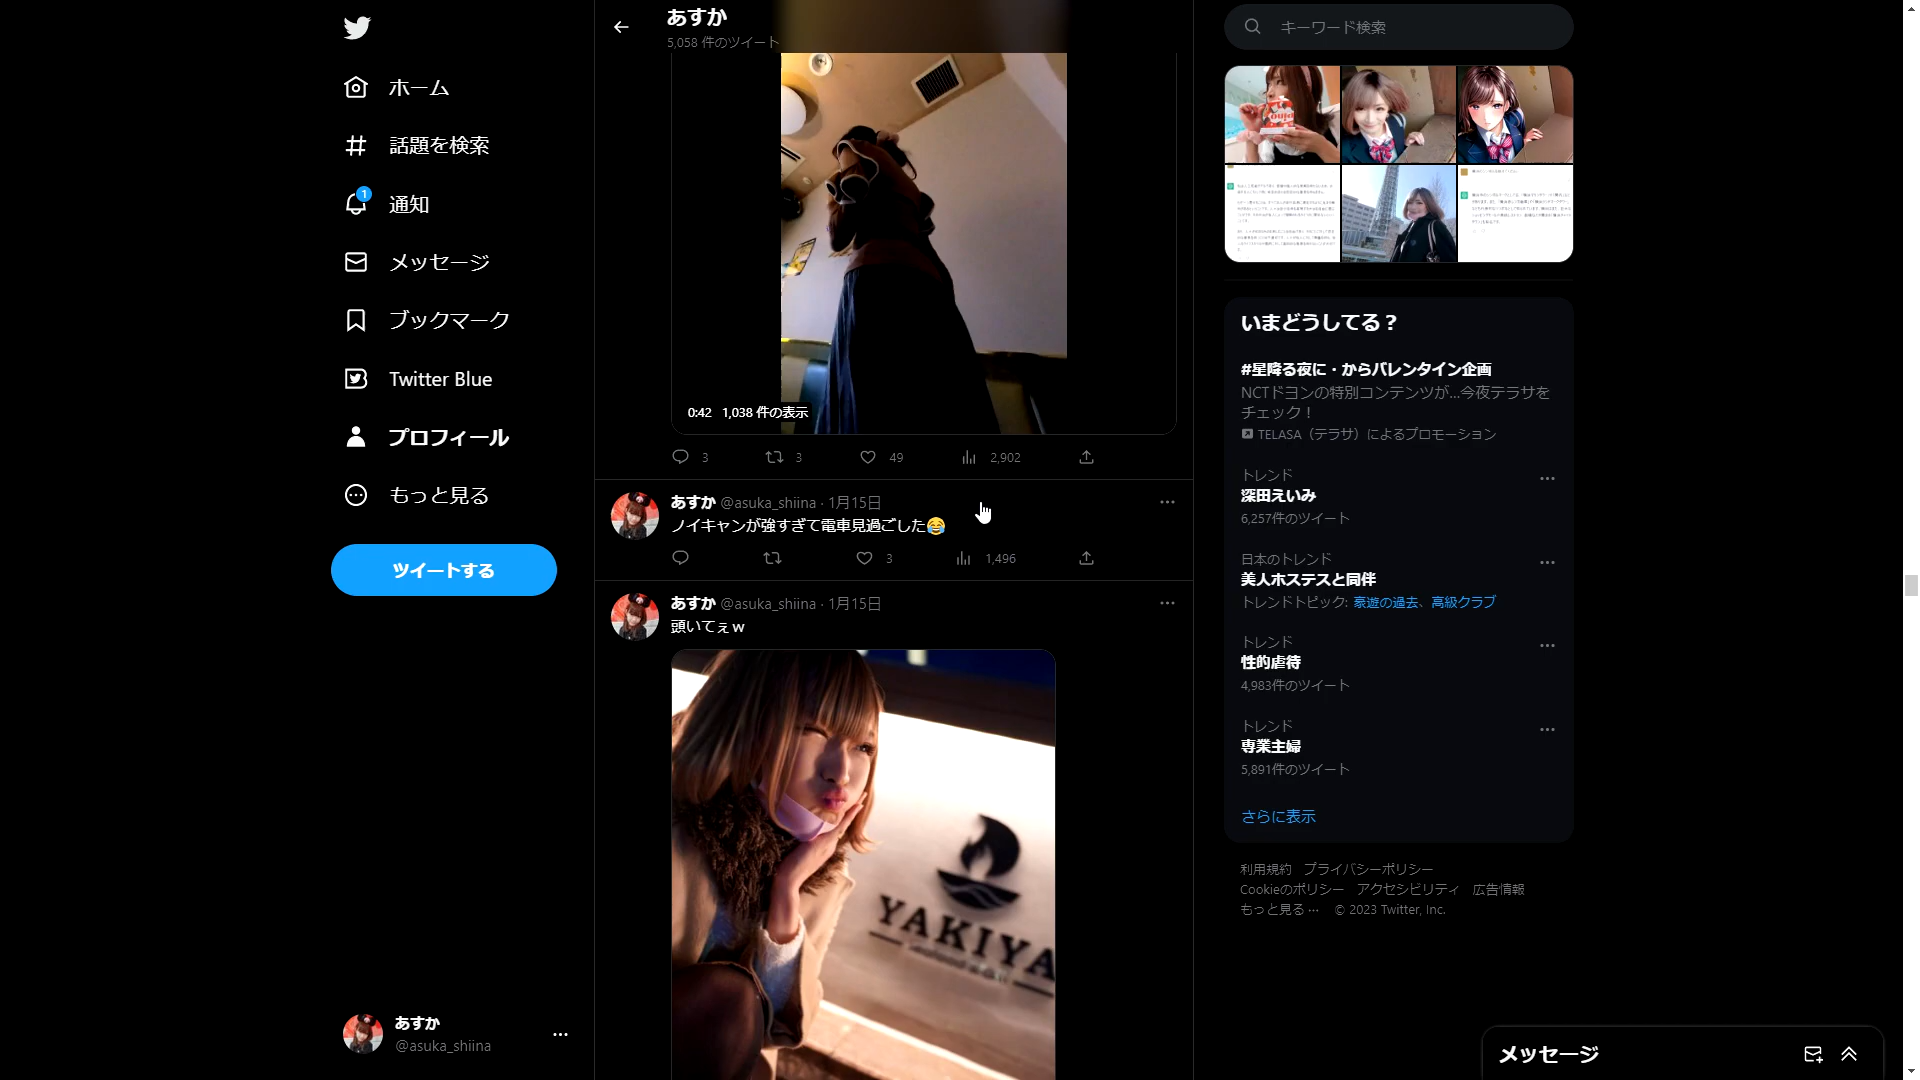 ホーム
話題を検索
1
通知
メッセージ
ブックマーク
Twitter Blue
プロフィール
もっと見る
ツイートする
あすか
@asuka_shiina
あすか
5,058 件のツイート
0:42 1,038 件の表示
3 3 49 2,902
あすか @asuka_shiina · 1月15日
ノイキャンが強すぎて電車見過ごした😂
3 1,496
あすか @asuka_shiina · 1月15日
頭いてぇw
YAKIYA
キーワード検索
いまどうしてる?
#星降る夜に・からバレンタイン企画
NCTドヨンの特別コンテンツが...今夜テラサを
チェック!
TELASA(テラサ)によるプロモーション
トレンド
深田えいみ
6,257件のツイート
日本のトレンド
美人ホステスと同伴
トレンドトピック: 豪遊の過去、高級クラブ
トレンド
性的虐待
4,983件のツイート
トレンド
専業主婦
5,891件のツイート
さらに表示
利用規約 プライバシーポリシー
Cookieのポリシー アクセシビリティ 広告情報
もっと見る ... © 2023 Twitter, Inc.
メッセージ